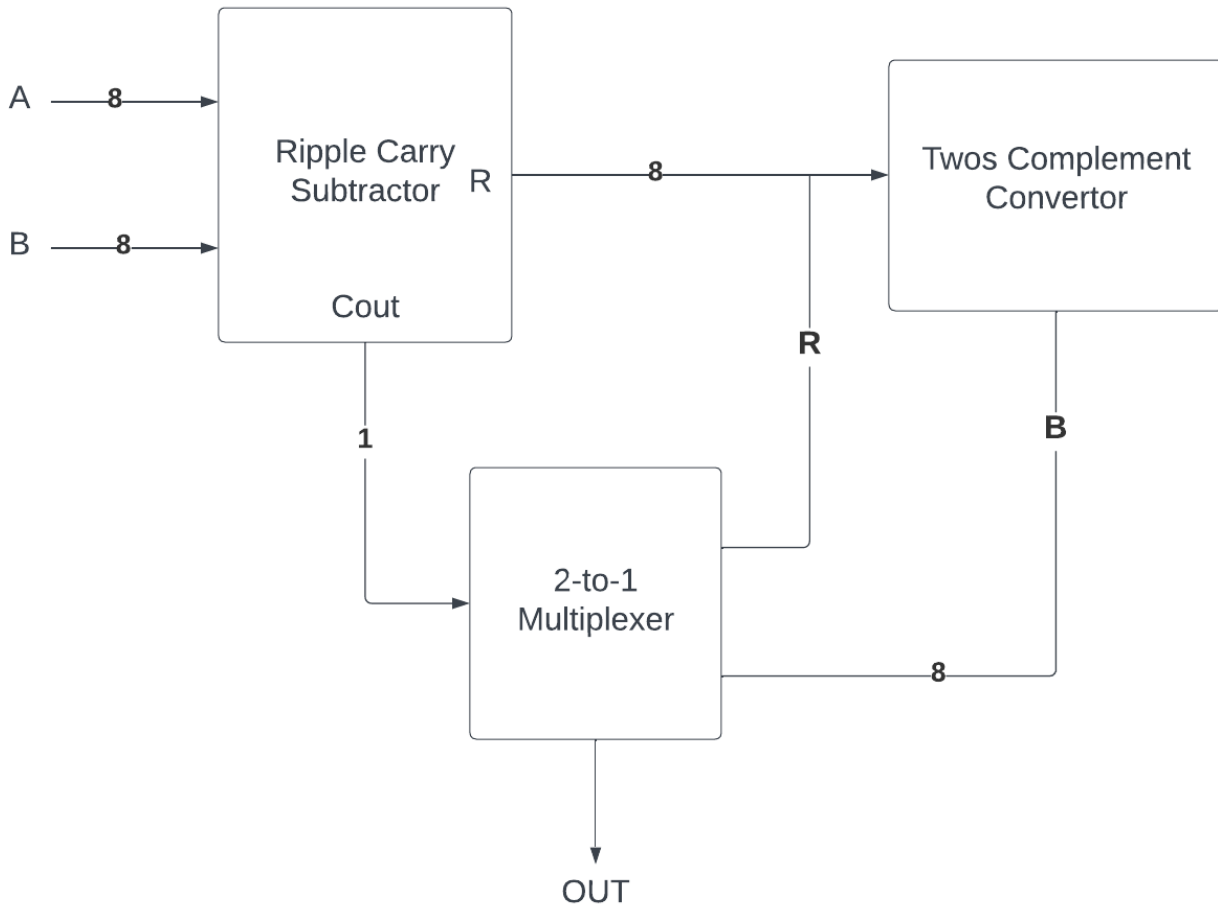 A
8
Ripple Carry
Subtractor
R
8
Twos Complement
Convertor
B
8
Cout
R
1
B
2-to-1
Multiplexer
8
OUT